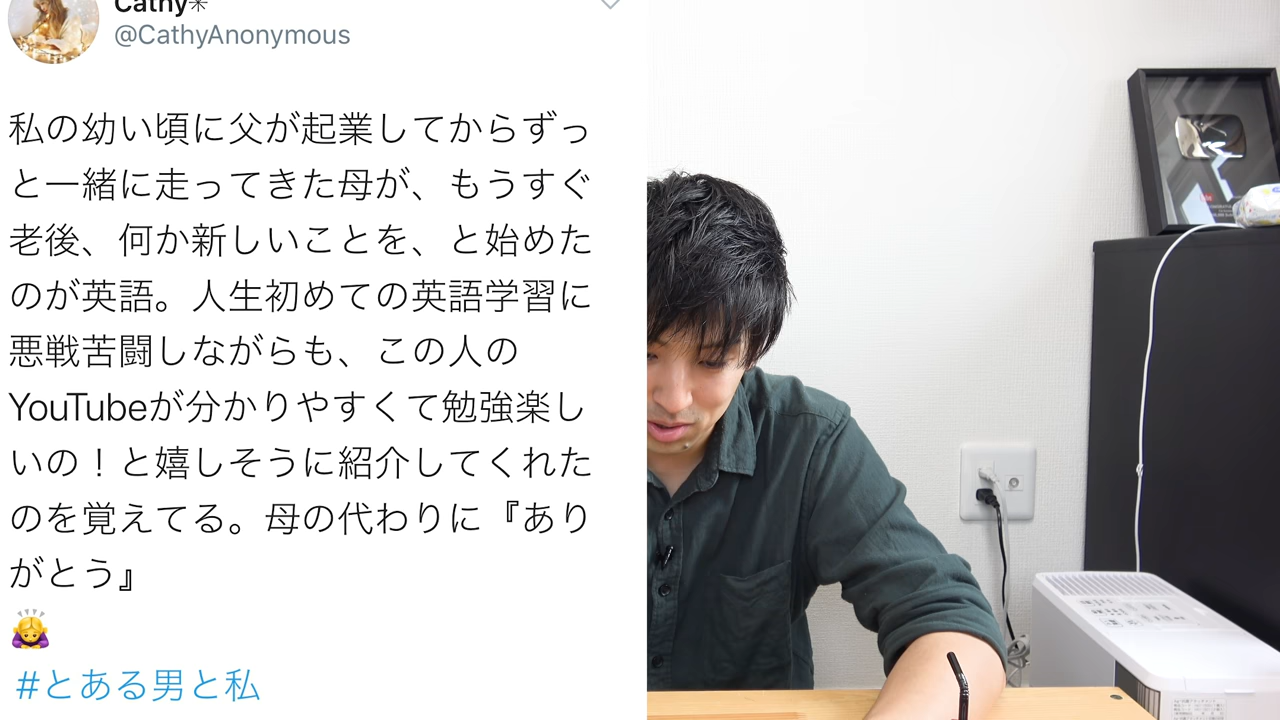 Cathy✳
@CathyAnonymous
私の幼い頃に父が起業してからずっ
と一緒に走ってきた母が、もうすぐ
老後、何か新しいことを、と始めた
のが英語。人生初めての英語学習に
悪戦苦闘しながらも、この人の
YouTubeが分かりやすくて勉強楽し
いの！と嬉しそうに紹介してくれた
のを覚えてる。母の代わりに『あり
がとう』
#とある男と私